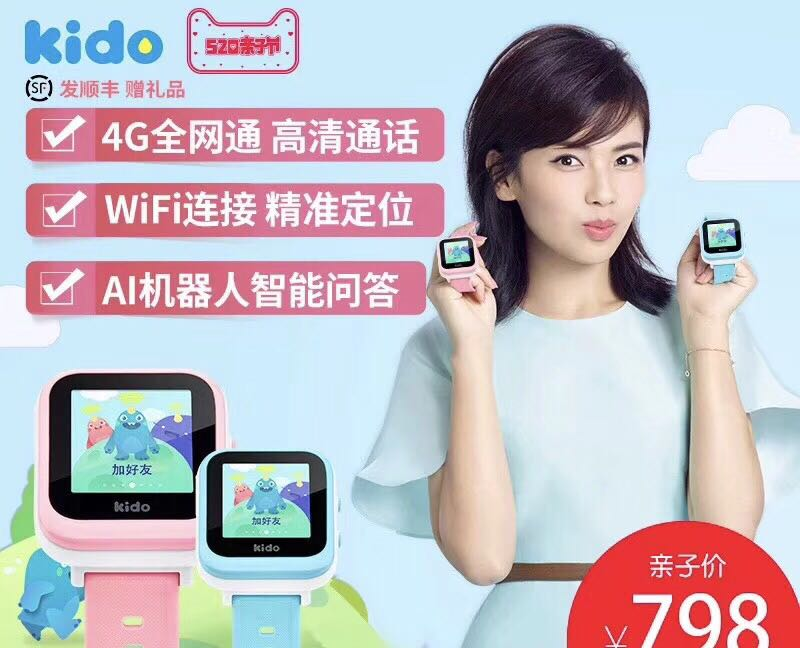 kido
520亲子节
SF 发顺丰 赠礼品
4G全网通 高清通话
WiFi连接 精准定位
AI机器人智能问答
加好友
kido
加好友
kido
亲子价
¥798